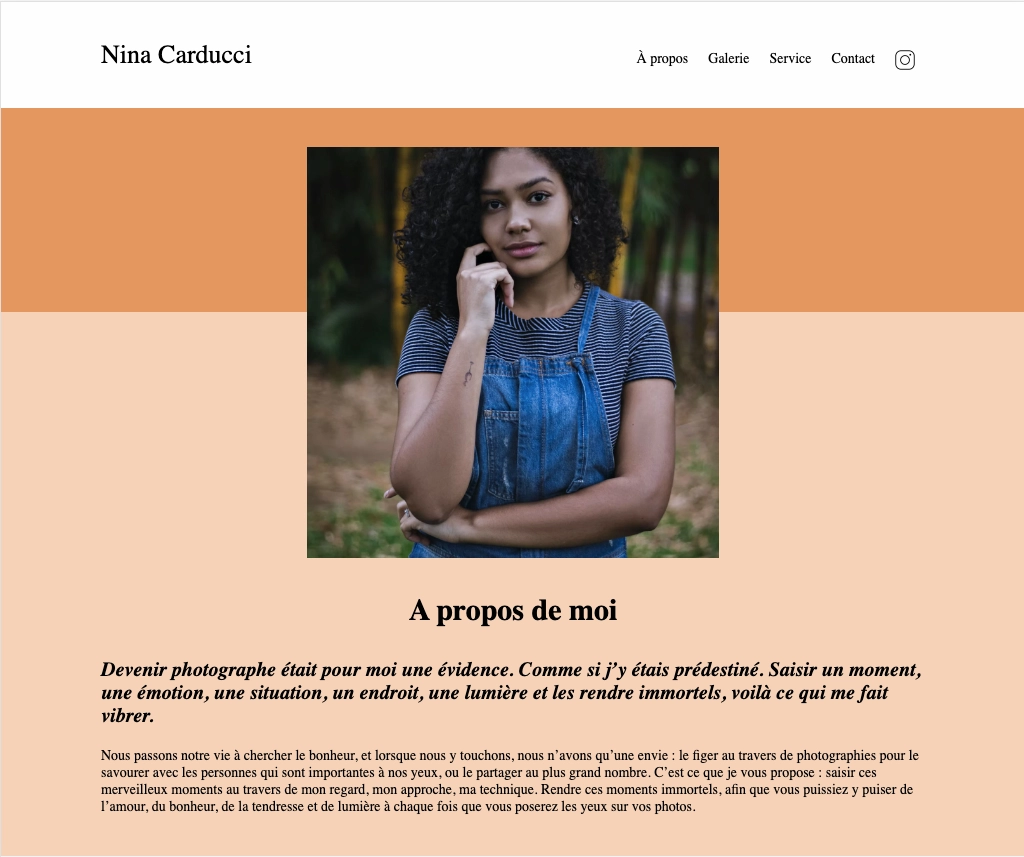 Nina Carducci
À propos Galerie Service Contact
A propos de moi
Devenir photographe était pour moi une évidence. Comme si j’y étais prédestiné. Saisir un moment,
une émotion, une situation, un endroit, une lumière et les rendre immortels, voilà ce qui me fait
vibrer.
Nous passons notre vie à chercher le bonheur, et lorsque nous y touchons, nous n’avons qu’une envie : le figer au travers de photographies pour le
savourer avec les personnes qui sont importantes à nos yeux, ou le partager au plus grand nombre. C’est ce que je vous propose : saisir ces
merveilleux moments au travers de mon regard, mon approche, ma technique. Rendre ces moments immortels, afin que vous puissiez y puiser de
l’amour, du bonheur, de la tendresse et de lumière à chaque fois que vous poserez les yeux sur vos photos.